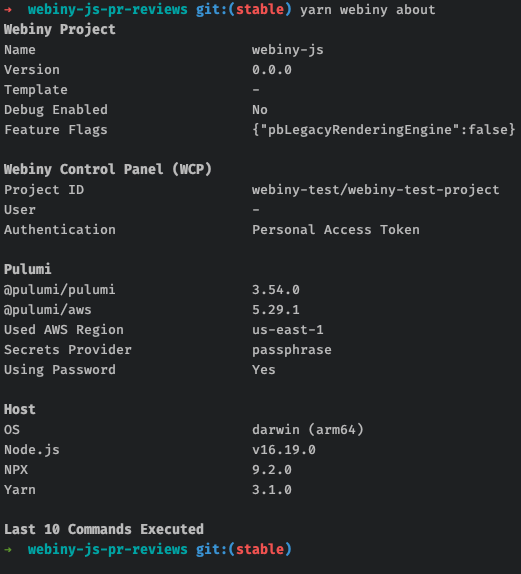 → webiny-js-pr-reviews git:(stable) yarn webiny about
Webiny Project
Name webiny-js
Version 0.0.0
Template -
Debug Enabled No
Feature Flags {"pbLegacyRenderingEngine":false}
Webiny Control Panel (WCP)
Project ID webiny-test/webiny-test-project
User -
Authentication Personal Access Token
Pulumi
@pulumi/pulumi 3.54.0
@pulumi/aws 5.29.1
Used AWS Region us-east-1
Secrets Provider passphrase
Using Password Yes
Host
OS darwin (arm64)
Node.js v16.19.0
NPX 9.2.0
Yarn 3.1.0
Last 10 Commands Executed
→ webiny-js-pr-reviews git:(stable)